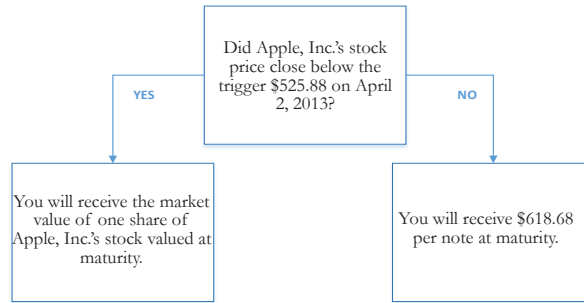 Did Apple, Inc.'s stock
price close below the
trigger $525.88 on April
2, 2013?
YES
NO
You will receive the market
value of one share of
Apple, Inc.'s stock valued at
maturity.
You will receive $618.68
per note at maturity.